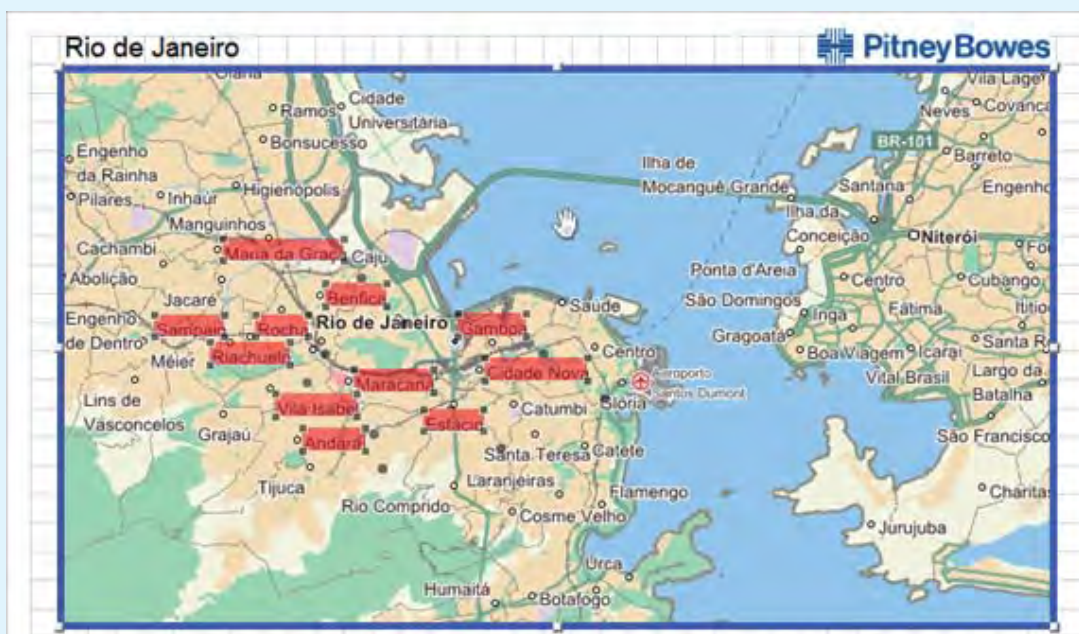 Rio de Janeiro
PitneyBowes
Olaria
Vila Lage
Ramos
Cidade
Universitária
Neves
Covanca
Bonsucesso
BR-101
Engenho
da Rainha
Ilha de
Mocanguê Grande
Barreto
Pilares
Inhaúr
Higienópolis
Santana
Engenho
Manguinhos
Ilha da
Conceição
Niterói
Cachambi
Maria da Graça
Caju
Abolição
Ponta d'Areia
Centro
Cubango
Jacaré
Benfica
São Domingos
Fátima
Engenho
de Dentro
Sampaio
Rocha
Rio de Janeiro
Gamboa
Saúde
Ingá
Gragoatá
Santa R
Méier
Riachuelo
Centro
Boa Viagem
Icaraí
Maracanã
Cidade Nova
Aeroporto
Santos Dumont
Vital Brasil
Largo da
Batalha
Lins de
Vasconcelos
Vila Isabel
Catumbi
Glória
Grajaú
Estácio
São Francisco
Andaraí
Santa Teresa
Catete
Tijuca
Laranjeiras
Rio Comprido
Flamengo
Charitas
Cosme Velho
Jurujuba
Urca
Humaitá
Botafogo